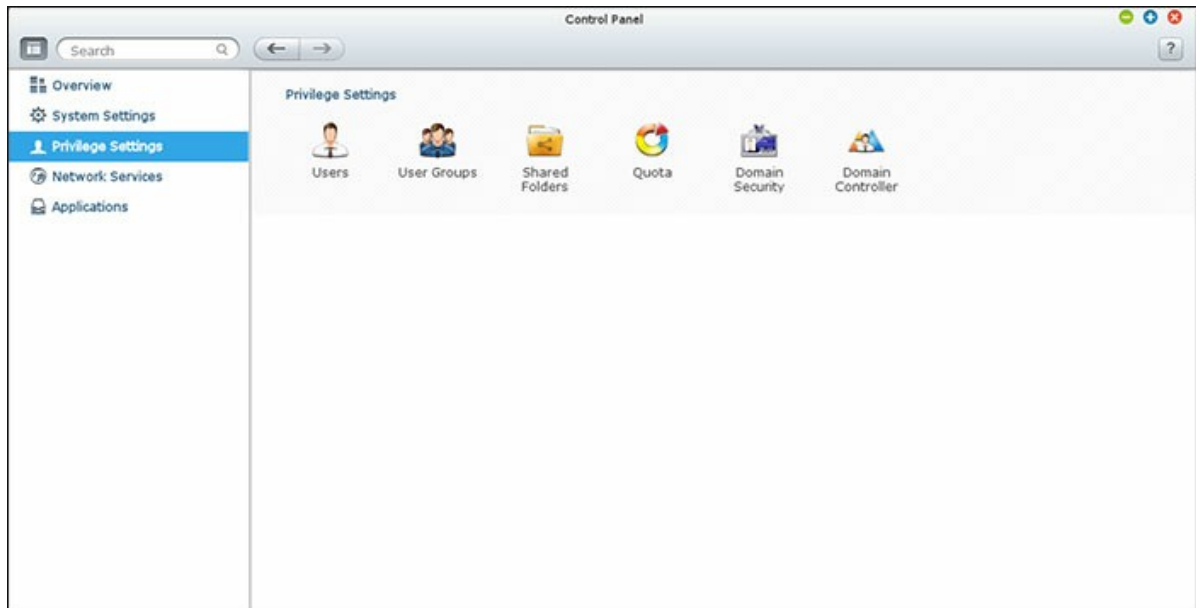 Control Panel
Search
?
Overview
System Settings
Privilege Settings
Network Services
Applications
Privilege Settings
Users
User Groups
Shared
Folders
Quota
Domain
Security
Domain
Controller